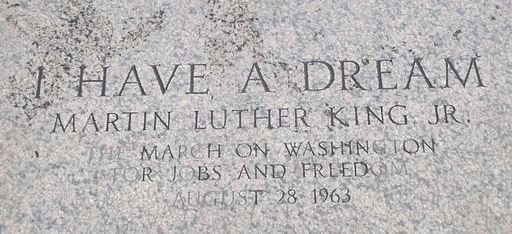 I HAVE A DREAM
MARTIN LUTHER KING JR.
THE MARCH ON WASHINGTON
FOR JOBS AND FREEDOM
AUGUST 28 1963